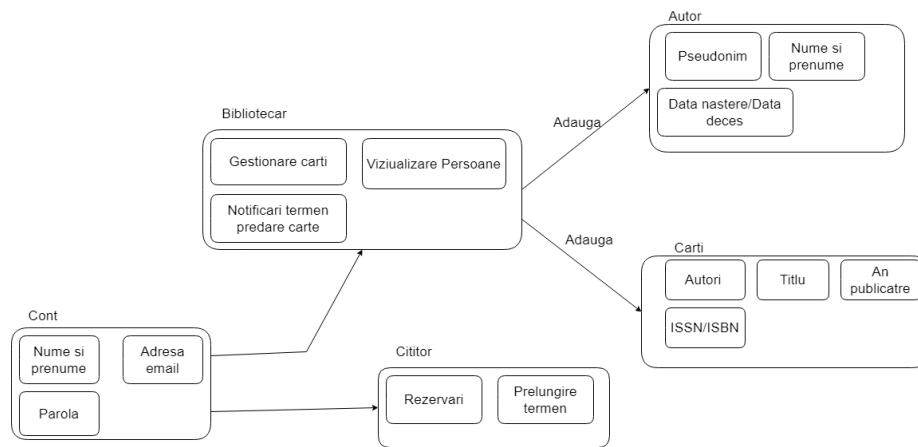 Autor
Pseudonim
Nume si
prenume
Data nastere/Data
deces
Bibliotecar
Gestionare carti
Viziualizare Persoane
Notificari termen
predare carte
Adauga
Adauga
Carti
Autori
Titlu
An
publicatre
ISSN/ISBN
Cont
Nume si
prenume
Adresa
email
Parola
Cititor
Rezervari
Prelungire
termen